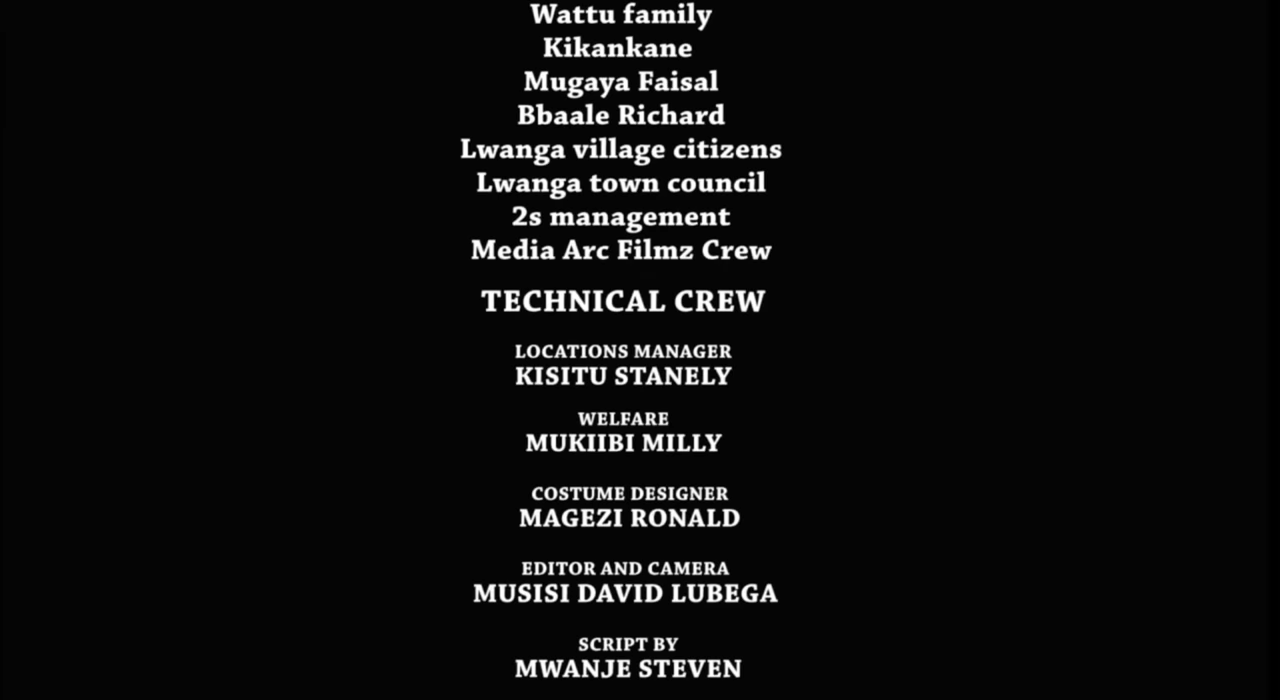 Wattu family
Kikankane
Mugaya Faisal
Bbaale Richard
Lwanga village citizens
Lwanga town council
2s management
Media Arc Filmz Crew
TECHNICAL CREW
LOCATIONS MANAGER
KISITU STANELY
WELFARE
MUKIIBI MILLY
COSTUME DESIGNER
MAGEZI RONALD
EDITOR AND CAMERA
MUSISI DAVID LUBEGA
SCRIPT BY
MWANJE STEVEN